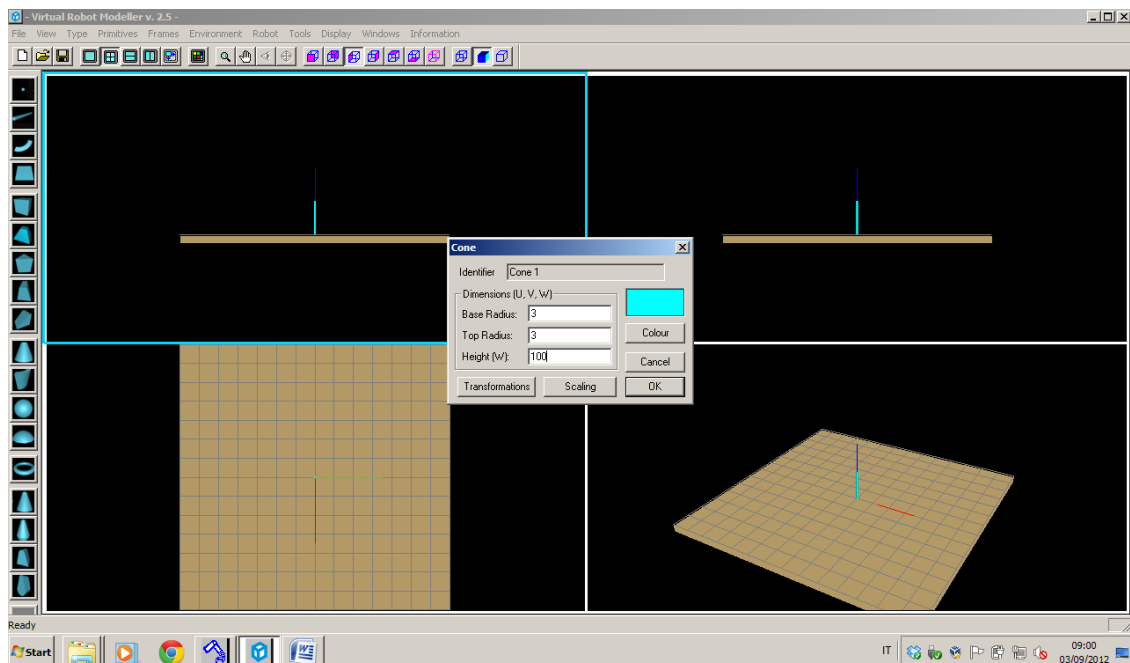 - Virtual Robot Modeller v. 2.5 -
File View Type Primitives Frames Environment Robot Tools Display Windows Information
Cone
Identifier Cone 1
Dimensions (U, V, W)
Base Radius: 3
Top Radius: 3
Colour
Height (W): 100
Cancel
Transformations Scaling OK
Ready
Start IT 09:00
03/09/2012